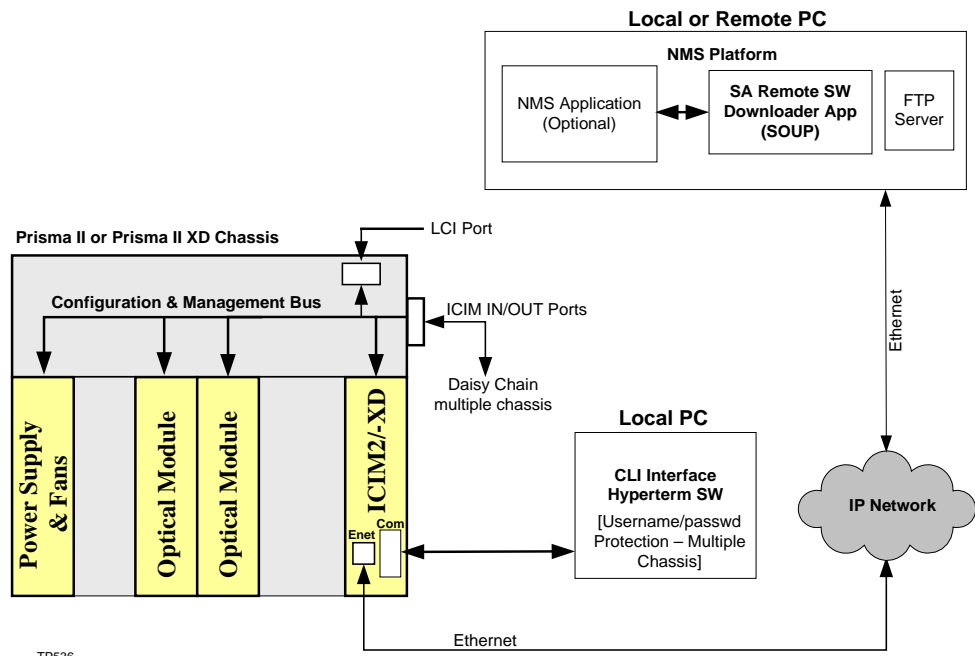 Local or Remote PC
NMS Platform
NMS Application
(Optional)
SA Remote SW
Downloader App
(SOUP)
FTP
Server
Prisma II or Prisma II XD Chassis
LCI Port
Configuration & Management Bus
ICIM IN/OUT Ports
Daisy Chain
multiple chassis
Ethernet
Power Supply
& Fans
Optical Module
Optical Module
ICIM2/-XD
Enet
Com
Local PC
CLI Interface
Hyperterm SW
[Username/passwd
Protection – Multiple
Chassis]
IP Network
Ethernet